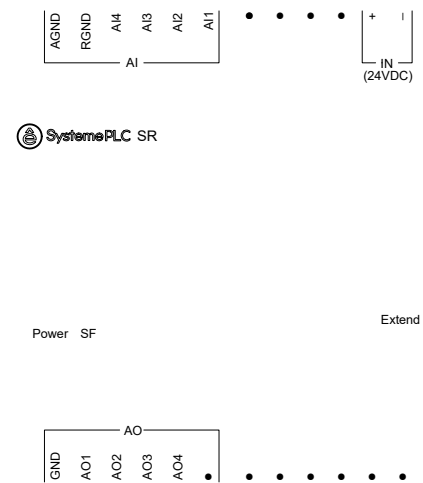 AGND RGND AI4 AI3 AI2 AI1 • • • • + –
AI IN
(24VDC)
SystemePLC SR
Extend
Power SF
AO
GND AO1 AO2 AO3 AO4 • • • • • • •